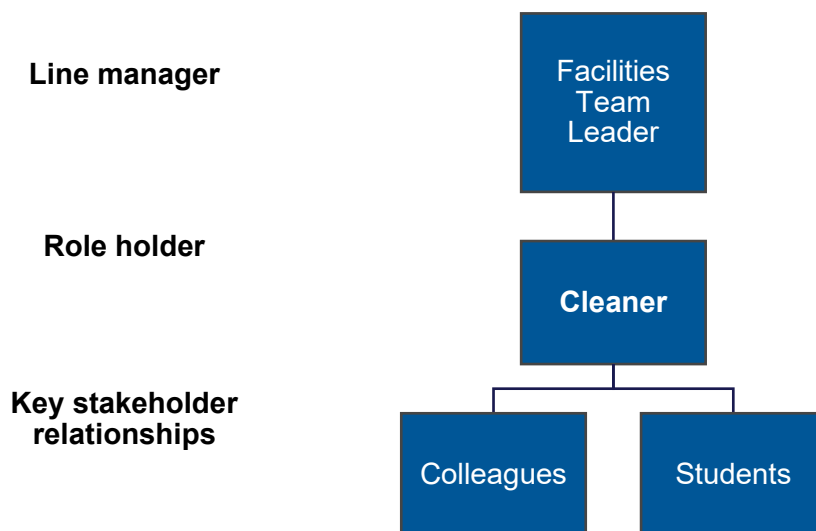 Line manager
Facilities
Team
Leader
Role holder
Cleaner
Key stakeholder
relationships
Colleagues
Students